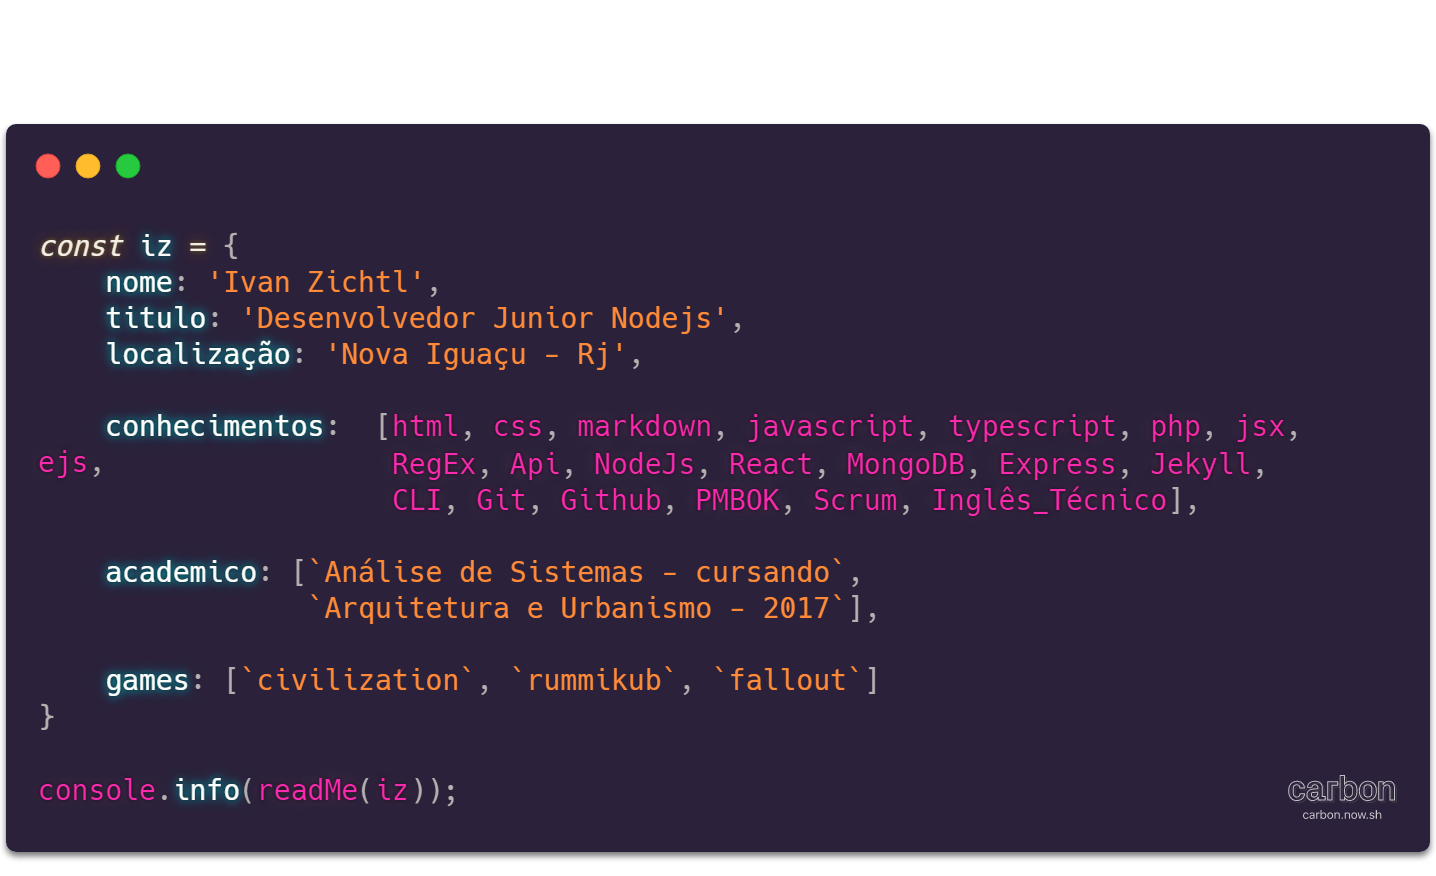 const iz = {
    nome: 'Ivan Zichtl',
    titulo: 'Desenvolvedor Junior Nodejs',
    localização: 'Nova Iguaçu - Rj',

    conhecimentos:  [html, css, markdown, javascript, typescript, php, jsx,
ejs,                 RegEx, Api, NodeJs, React, MongoDB, Express, Jekyll,
                     CLI, Git, Github, PMBOK, Scrum, Inglês_Técnico],

    academico: [`Análise de Sistemas - cursando`,
                `Arquitetura e Urbanismo - 2017`],

    games: [`civilization`, `rummikub`, `fallout`]
}

console.info(readMe(iz));
carbon
carbon.now.sh